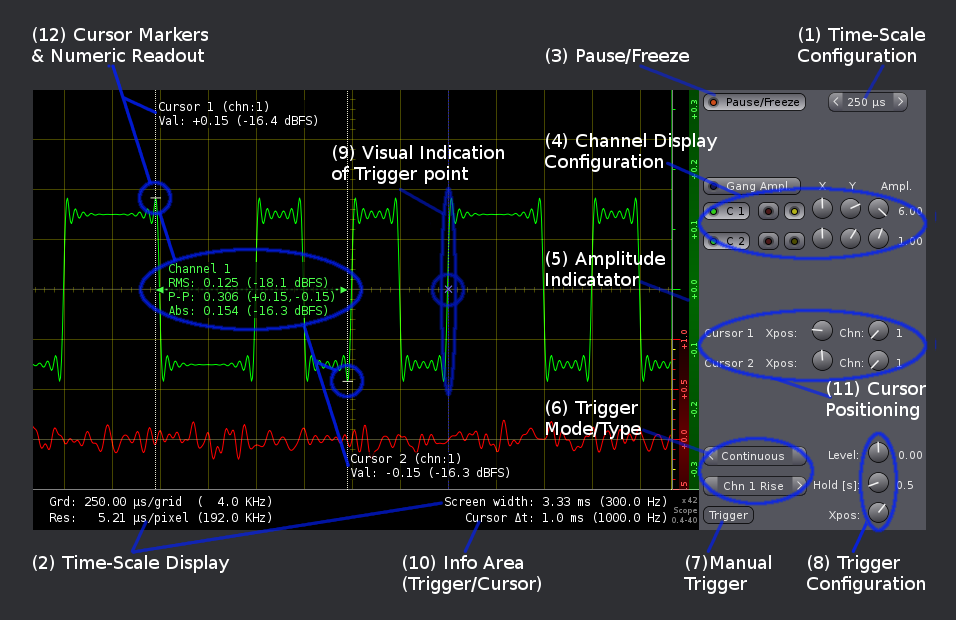 (12) Cursor Markers
& Numeric Readout
(3) Pause/Freeze
(1) Time-Scale
Configuration
Cursor 1 (chn:1)
Val: +0.15 (-16.4 dBFS)
+0.3
Pause/Freeze
< 250 µs >
(9) Visual Indication
of Trigger point
(4) Channel Display
Configuration
+0.2
Gang Ampl.
X Y Ampl.
C 1
6.00
+0.1
C 2
1.00
(5) Amplitude
Indicatator
Channel 1
RMS: 0.125 (-18.1 dBFS)
P-P: 0.306 (+0.15,-0.15)
Abs: 0.154 (-16.3 dBFS)
+0.0
+1.0
-0.1
Cursor 1 Xpos: Chn: 1
Cursor 2 Xpos: Chn: 1
(11) Cursor
Positioning
+0.5
-0.2
(6) Trigger
Mode/Type
+0.0
-0.3
Cursor 2 (chn:1)
Val: -0.15 (-16.3 dBFS)
< Continuous
Level: 0.00
Chn 1 Rise >
Hold [s]: 0.5
Trigger
Xpos:
Grd: 250.00 µs/grid ( 4.0 KHz)
Res: 5.21 µs/pixel (192.0 KHz)
Screen width: 3.33 ms (300.0 Hz)
Cursor Δt: 1.0 ms (1000.0 Hz)
x42
Scope
0.4-40
(2) Time-Scale Display
(10) Info Area
(Trigger/Cursor)
(7)Manual
Trigger
(8) Trigger
Configuration